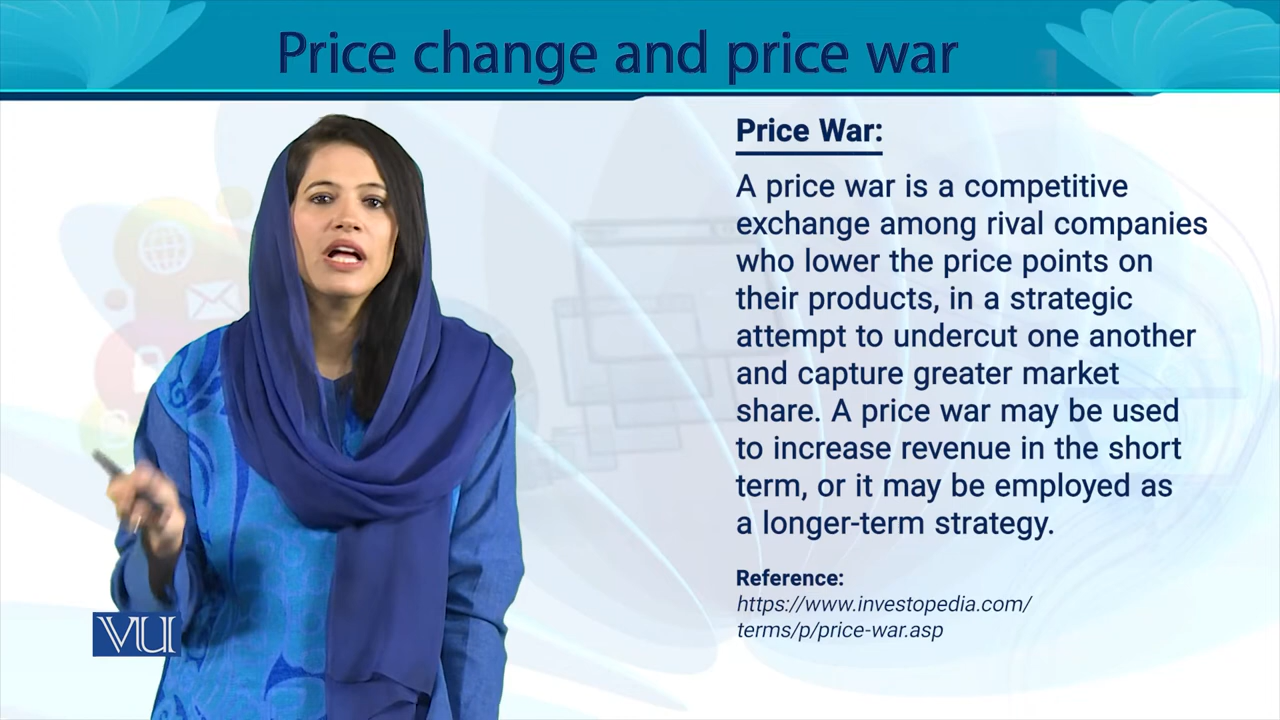 Price change and price war
Price War:
A price war is a competitive
exchange among rival companies
who lower the price points on
their products, in a strategic
attempt to undercut one another
and capture greater market
share. A price war may be used
to increase revenue in the short
term, or it may be employed as
a longer-term strategy.
Reference:
https://www.investopedia.com/
terms/p/price-war.asp
VU